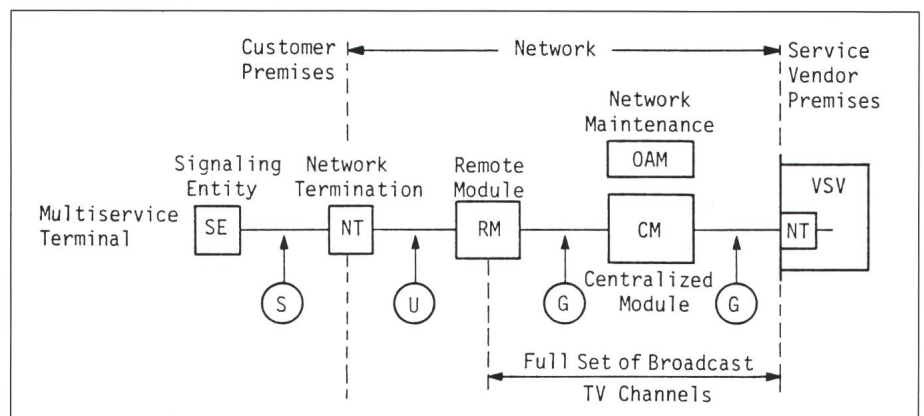 Customer
Premises
Network
Service
Vendor
Premises
Network
Maintenance
OAM
Signaling
Entity
Network
Termination
Remote
Module
VSV
Multiservice
Terminal
SE
NT
RM
CM
NT
Centralized
Module
S
U
G
G
Full Set of Broadcast
TV Channels